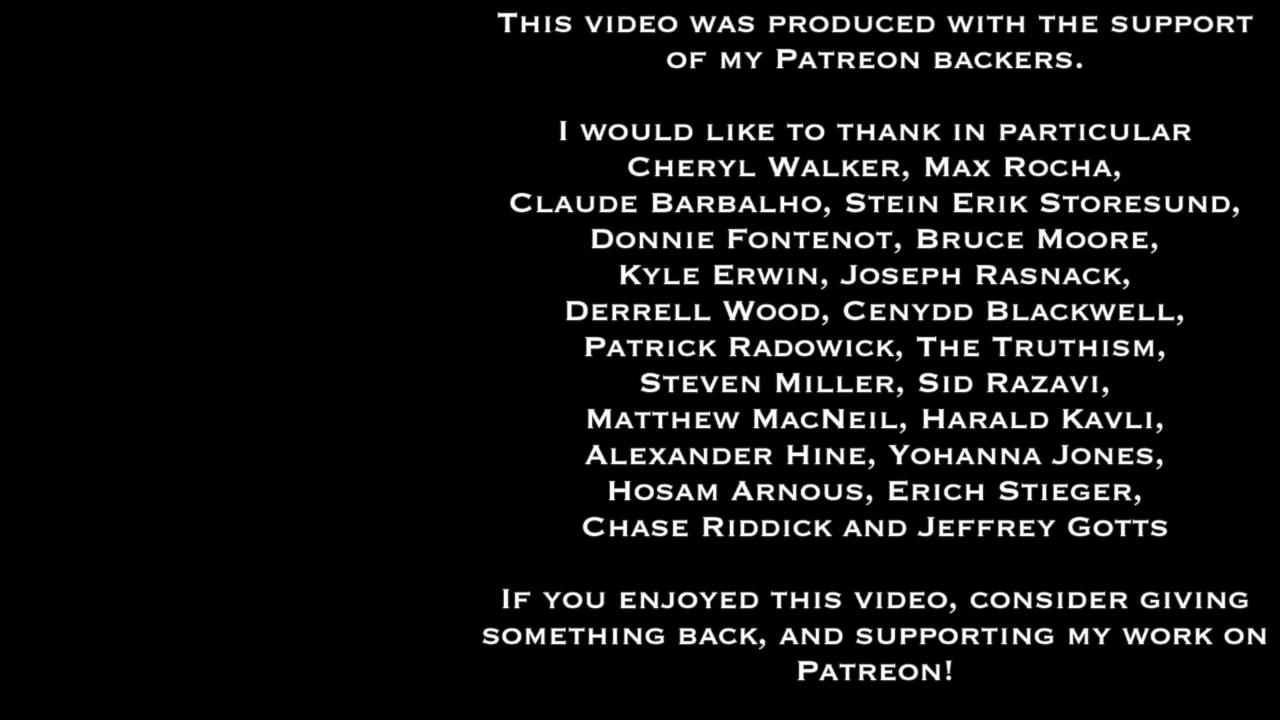 This video was produced with the support
of my Patreon backers.
I would like to thank in particular
Cheryl Walker, Max Rocha,
Claude Barbalho, Stein Erik Storesund,
Donnie Fontenot, Bruce Moore,
Kyle Erwin, Joseph Rasnack,
Derrell Wood, Cenydd Blackwell,
Patrick Radowick, The Truthism,
Steven Miller, Sid Razavi,
Matthew MacNeil, Harald Kavli,
Alexander Hine, Yohanna Jones,
Hosam Arnous, Erich Stieger,
Chase Riddick and Jeffrey Gotts
If you enjoyed this video, consider giving
something back, and supporting my work on
Patreon!